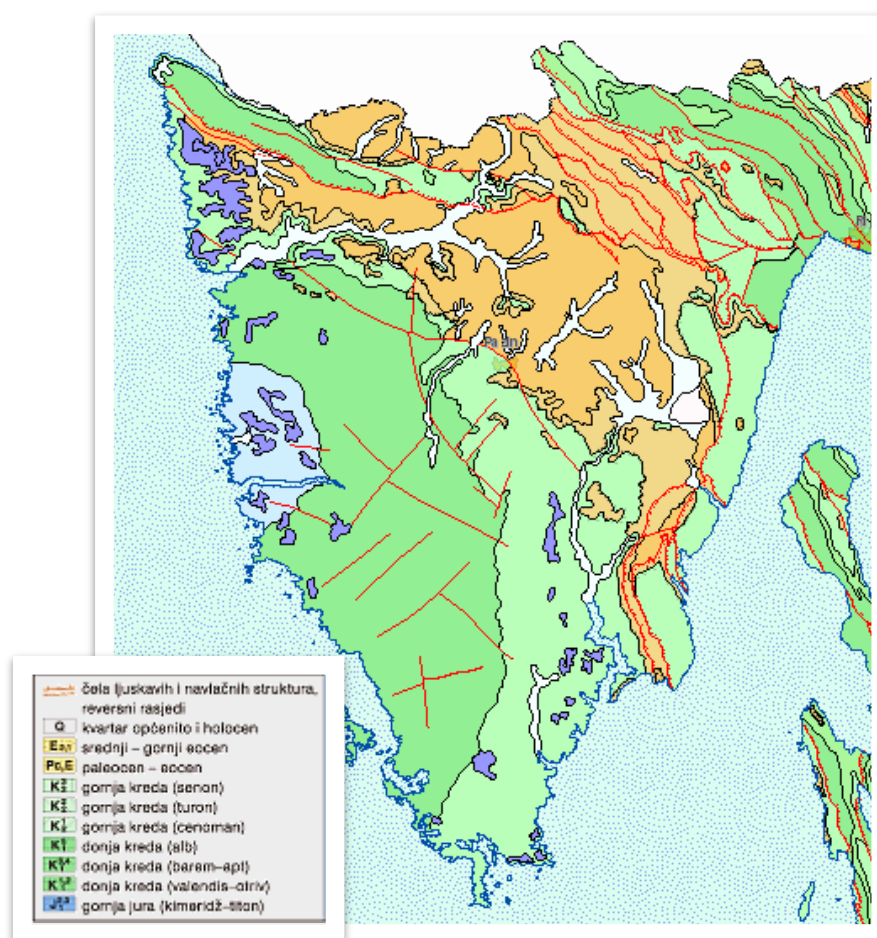 čela ljuskavih i navlačnih struktura,
reversni rasjedi
Q kvartar općenito i holocen
srednji – gornji eocen
Pc,E paleocen – eocen
gornja kreda (senon)
gornja kreda (turon)
gornja kreda (cenoman)
donja kreda (alb)
donja kreda (barem–apt)
donja kreda (valendis–otriv)
gornja jura (kimeridž–titon)